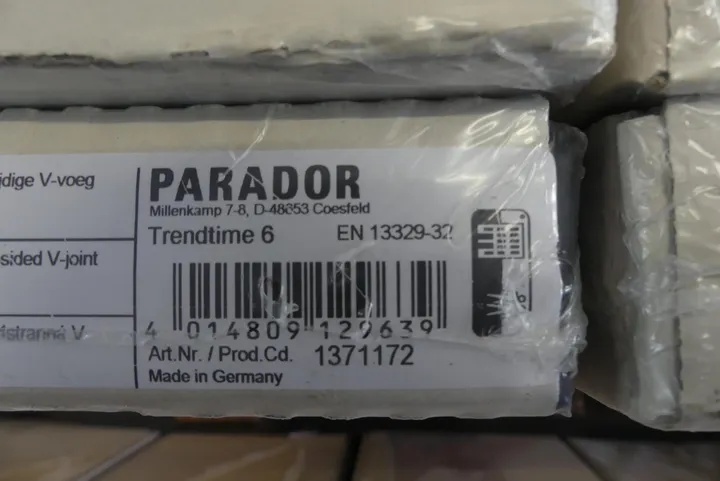 jdige V-voeg
sided V-joint
PARADOR
Millenkamp 7-8, D-48653 Coesfeld
Trendtime 6 EN 13329-32
4 014809 129639
Art.Nr. / Prod.Cd. 1371172
Made in Germany